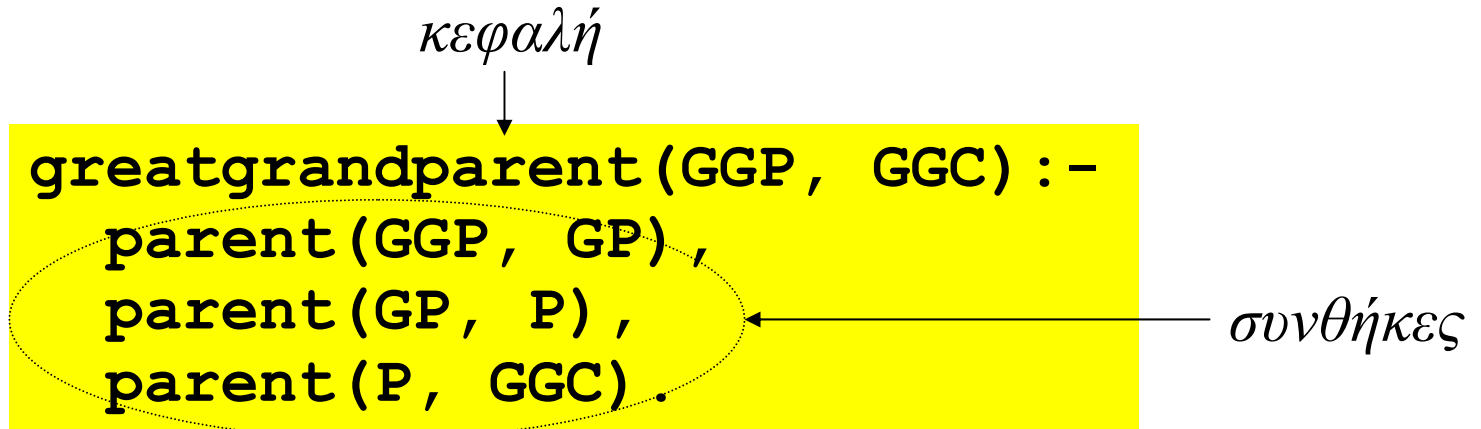 κεφαλή
greatgrandparent(GGP, GGC):-
parent(GGP, GP),
parent(GP, P),
parent(P, GGC).
συνθήκες